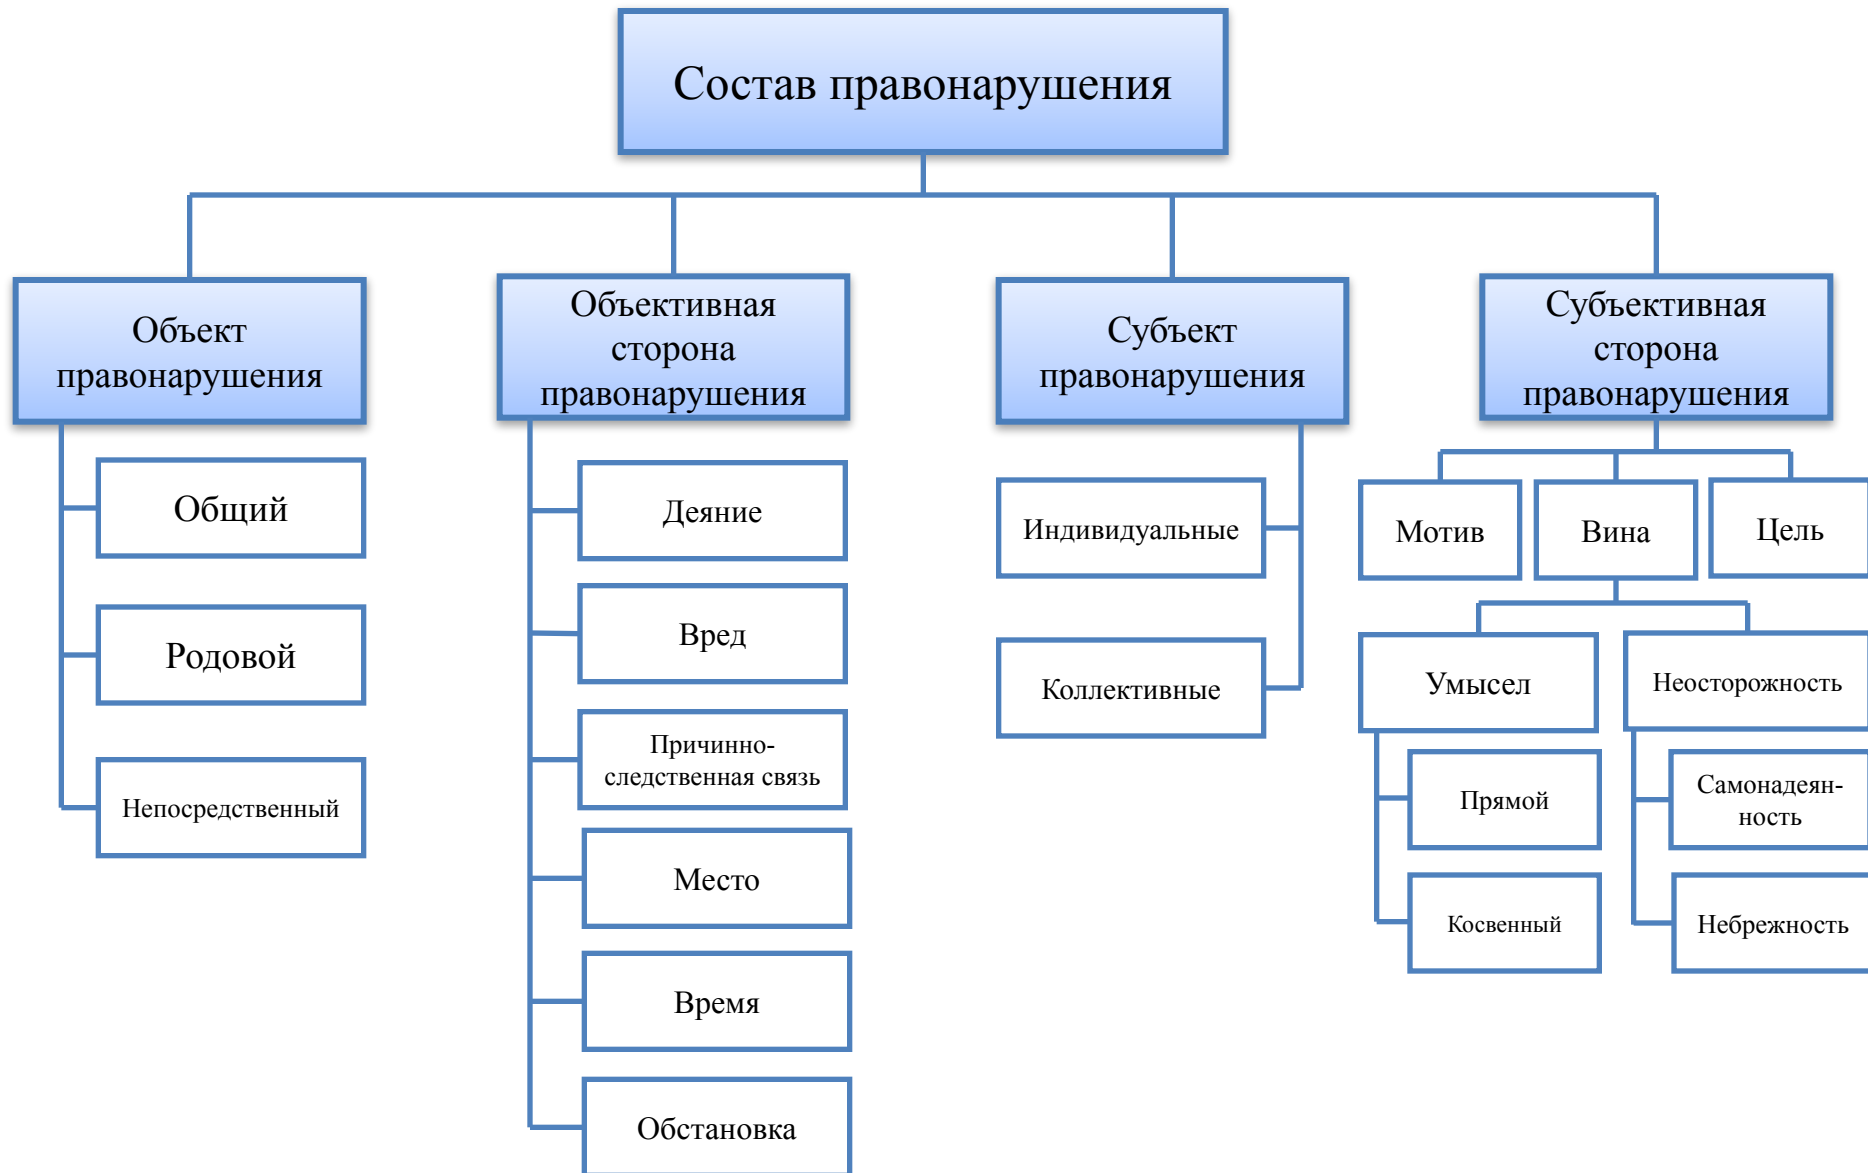 Состав правонарушения
Объект
правонарушения
Общий
Родовой
Непосредственный
Объективная
сторона
правонарушения
Деяние
Вред
Причинно-
следственная связь
Место
Время
Обстановка
Субъект
правонарушения
Индивидуальные
Коллективные
Субъективная
сторона
правонарушения
Мотив
Вина
Цель
Умысел
Прямой
Косвенный
Неосторожность
Самонадеян-
ность
Небрежность